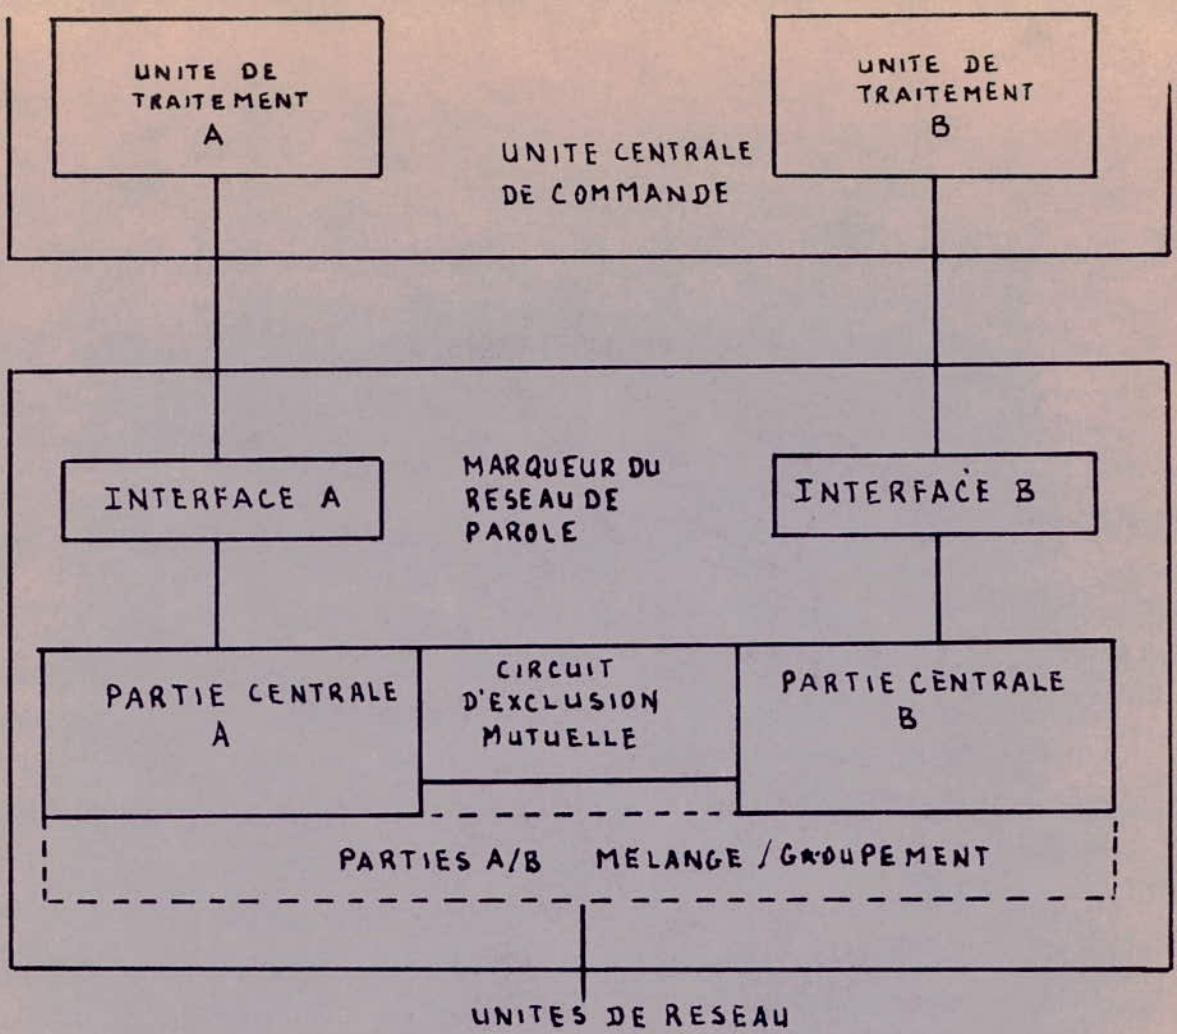 UNITE DE
TRAITEMENT
A
UNITE DE
TRAITEMENT
B
UNITE CENTRALE
DE COMMANDE
INTERFACE A
MARQUEUR DU
RESEAU DE
PAROLE
INTERFACE B
PARTIE CENTRALE
A
CIRCUIT
D'EXCLUSION
MUTUELLE
PARTIE CENTRALE
B
PARTIES A/B MELANGE / GROUPEMENT
UNITES DE RESEAU